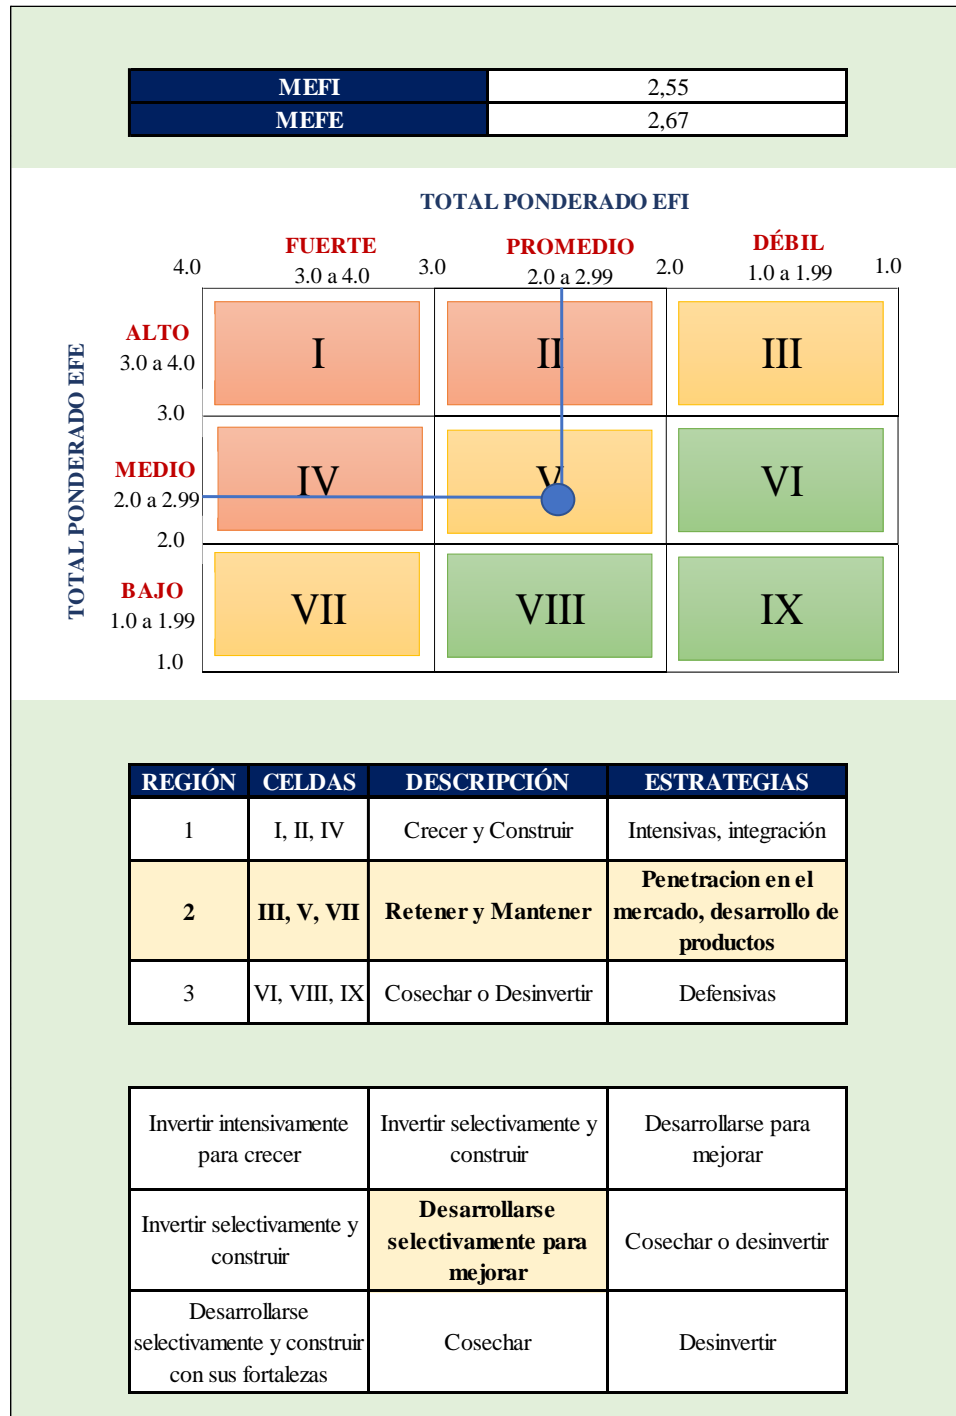 MEFI 2,55
MEFE 2,67
TOTAL PONDERADO EFI
FUERTE PROMEDIO DÉBIL
4.0 3.0 a 4.0 3.0 2.0 a 2.99 2.0 1.0 a 1.99 1.0
TOTAL PONDERADO EFE
ALTO
3.0 a 4.0
I II III
3.0
MEDIO
2.0 a 2.99
IV V VI
2.0
BAJO
1.0 a 1.99
VII VIII IX
1.0
REGIÓN CELDAS DESCRIPCIÓN ESTRATEGIAS
1 I, II, IV Crecer y Construir Intensivas, integración
2 III, V, VII Retener y Mantener Penetracion en el
mercado, desarrollo de
productos
3 VI, VIII, IX Cosechar o Desinvertir Defensivas
Invertir intensivamente
para crecer
Invertir selectivamente y
construir
Desarrollarse para
mejorar
Invertir selectivamente y
construir
Desarrollarse
selectivamente para
mejorar
Cosechar o desinvertir
Desarrollarse
selectivamente y construir
con sus fortalezas
Cosechar
Desinvertir